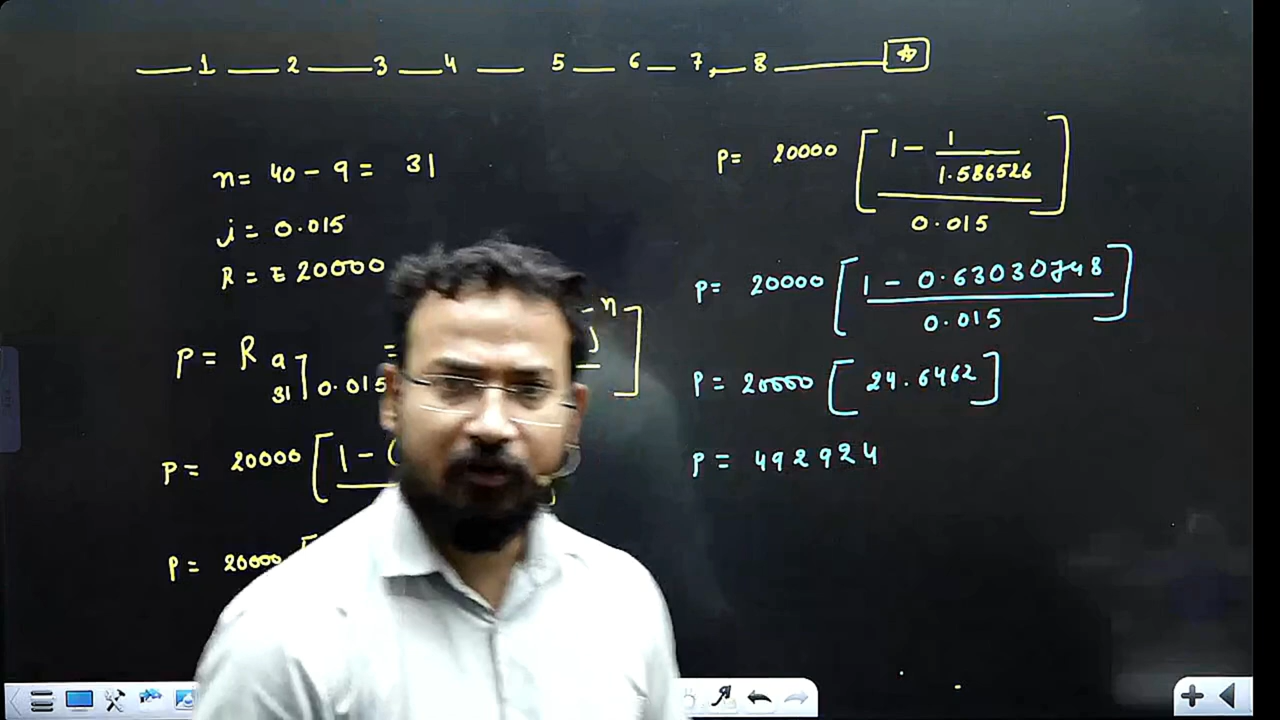 1 2 3 4 5 6 7, 8
n = 40 - 9 = 31
i = 0.015
R = ₹ 20000
P = R a 31 0.015 = -n
P = 20000 [ 1 - (
P = 20000 [
P = 20000 [ 1 - 1/1.586526 / 0.015 ]
P = 20000 [ 1 - 0.63030748 / 0.015 ]
P = 20000 [ 24.6462 ]
P = 492924